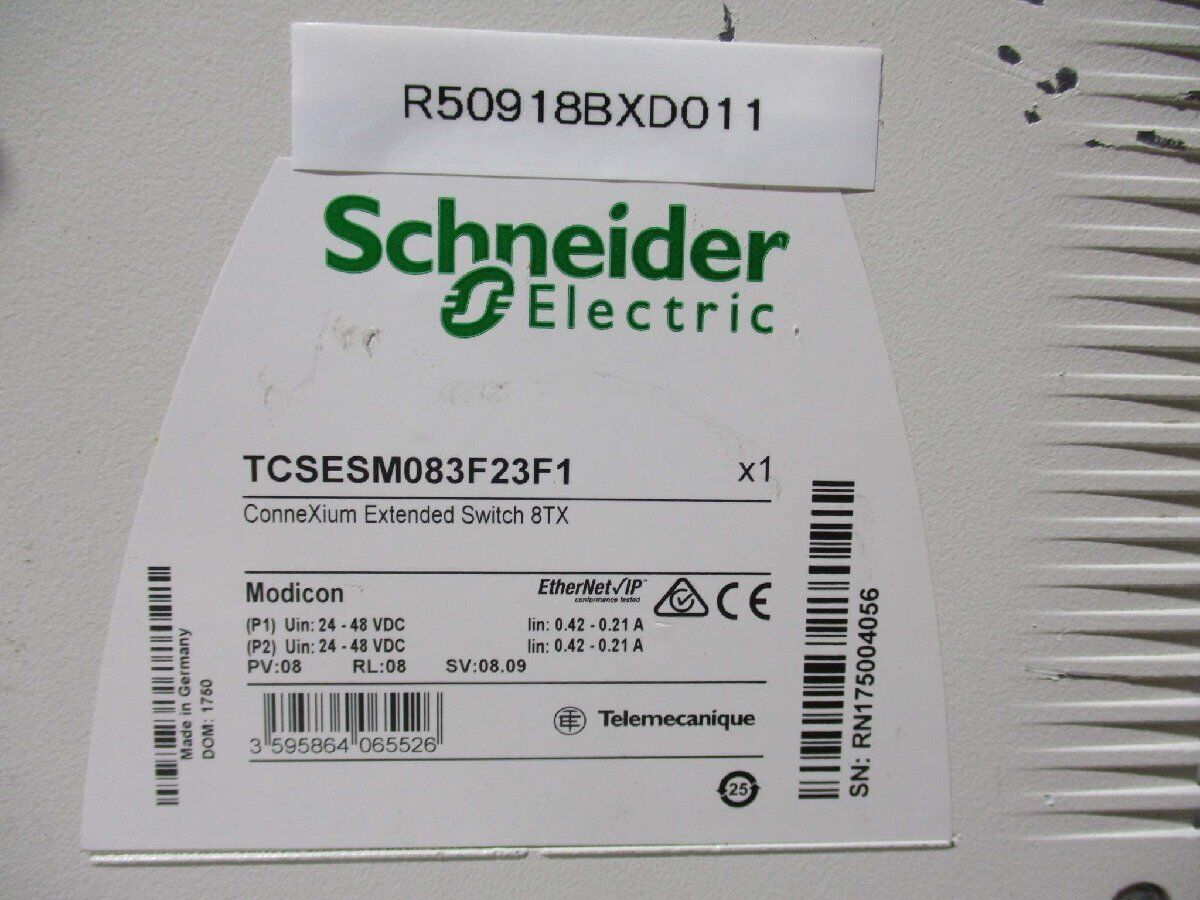 R50918BXD011
Schneider
Electric
TCSESM083F23F1 x1
ConneXium Extended Switch 8TX
Modicon
EtherNet/IP
conformance tested
CE
(P1) Uin: 24 - 48 VDC Iin: 0.42 - 0.21 A
(P2) Uin: 24 - 48 VDC Iin: 0.42 - 0.21 A
PV:08 RL:08 SV:08.09
3 595864 065526
Telemecanique
25
Made in Germany
DOM: 1750
SN: RN175004056